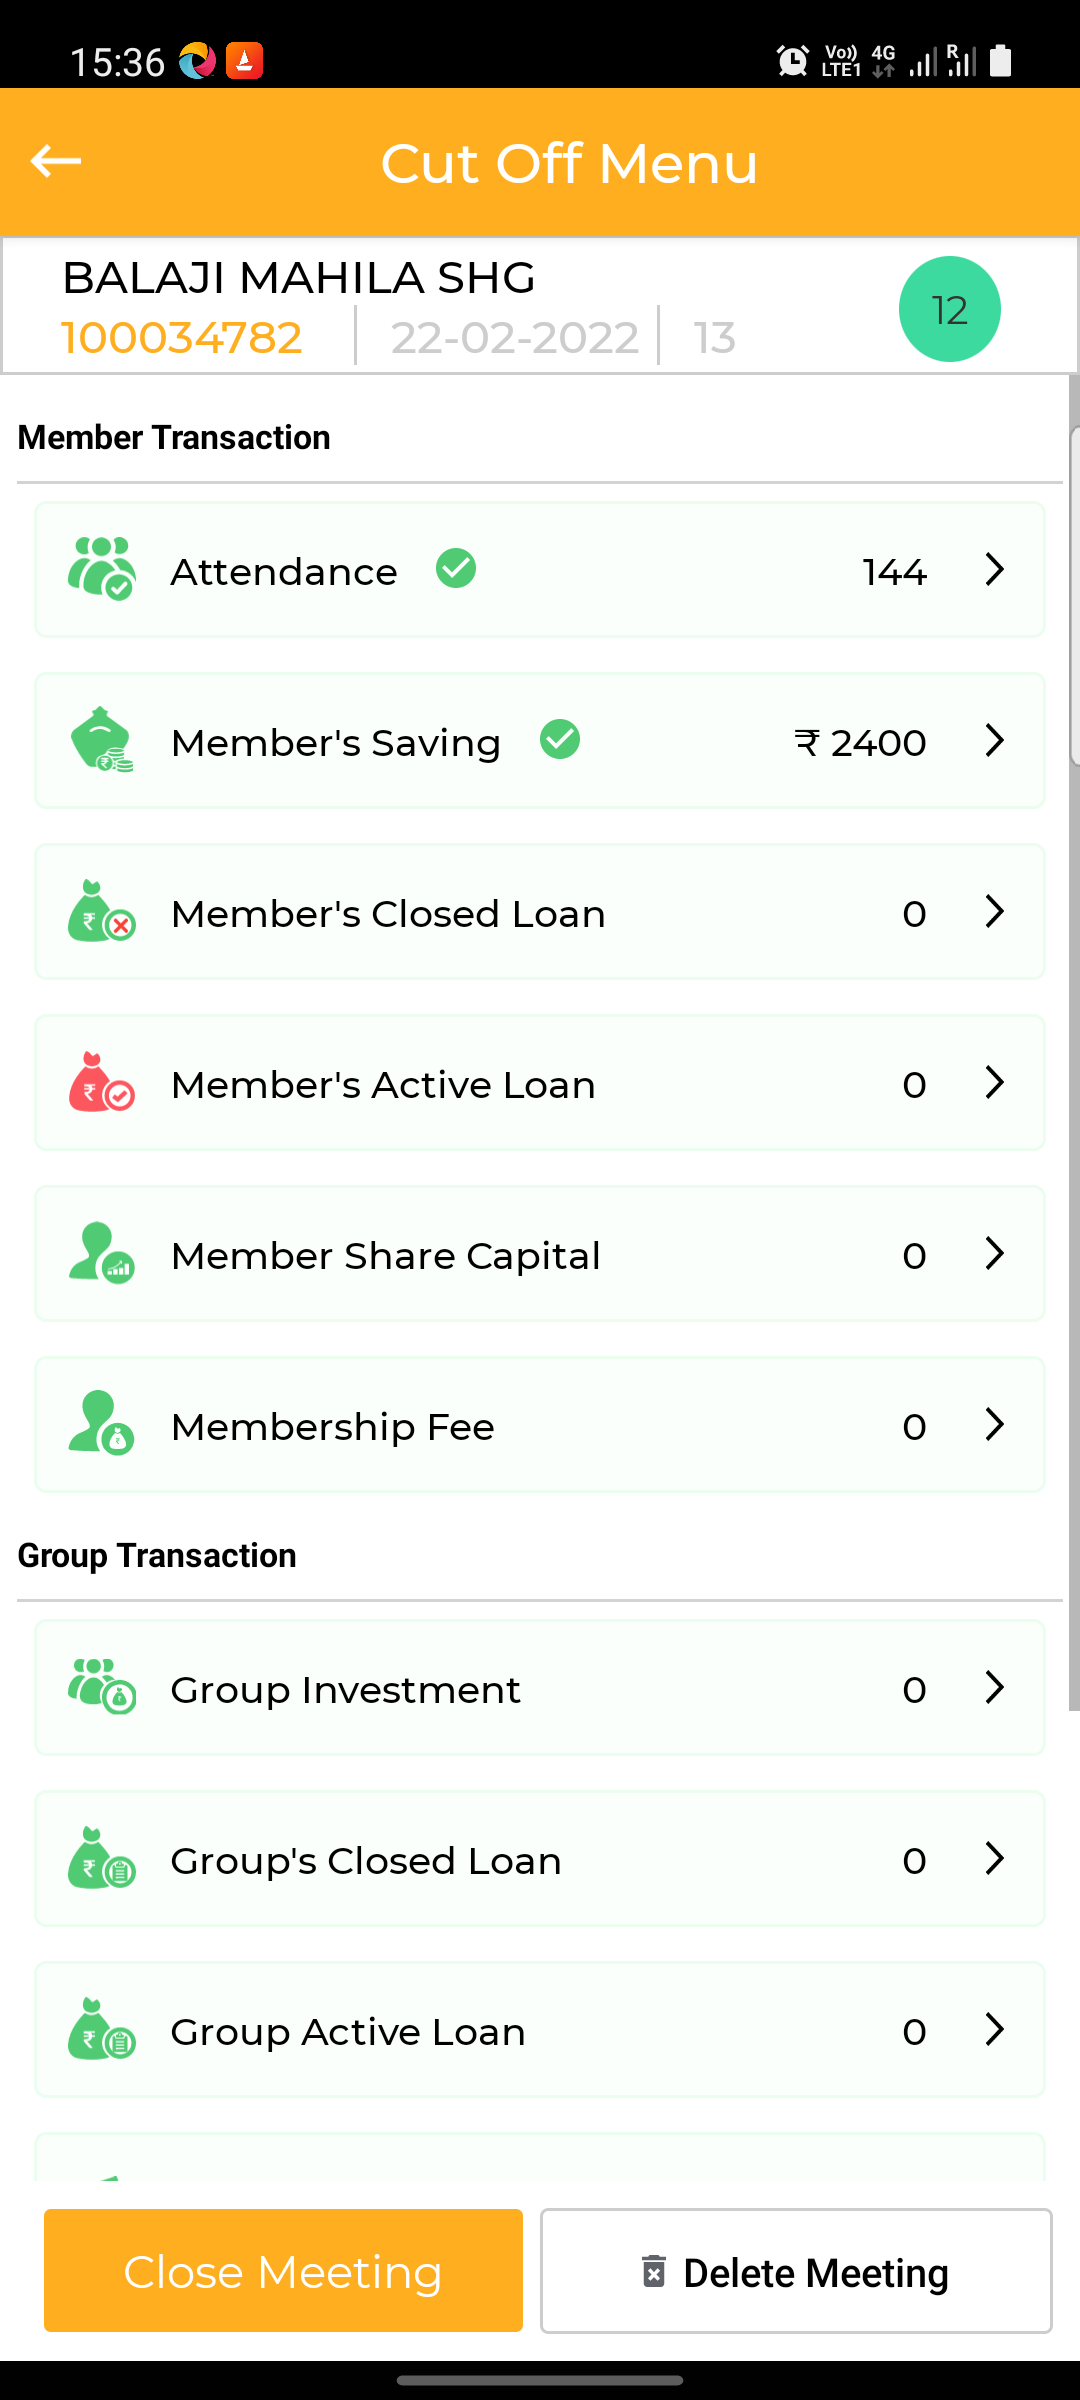 15:36 Vo)) LTE1 4G R
Cut Off Menu
BALAJI MAHILA SHG
100034782 22-02-2022 13 12
Member Transaction
Attendance 144
Member's Saving ₹ 2400
Member's Closed Loan 0
Member's Active Loan 0
Member Share Capital 0
Membership Fee 0
Group Transaction
Group Investment 0
Group's Closed Loan 0
Group Active Loan 0
Close Meeting Delete Meeting